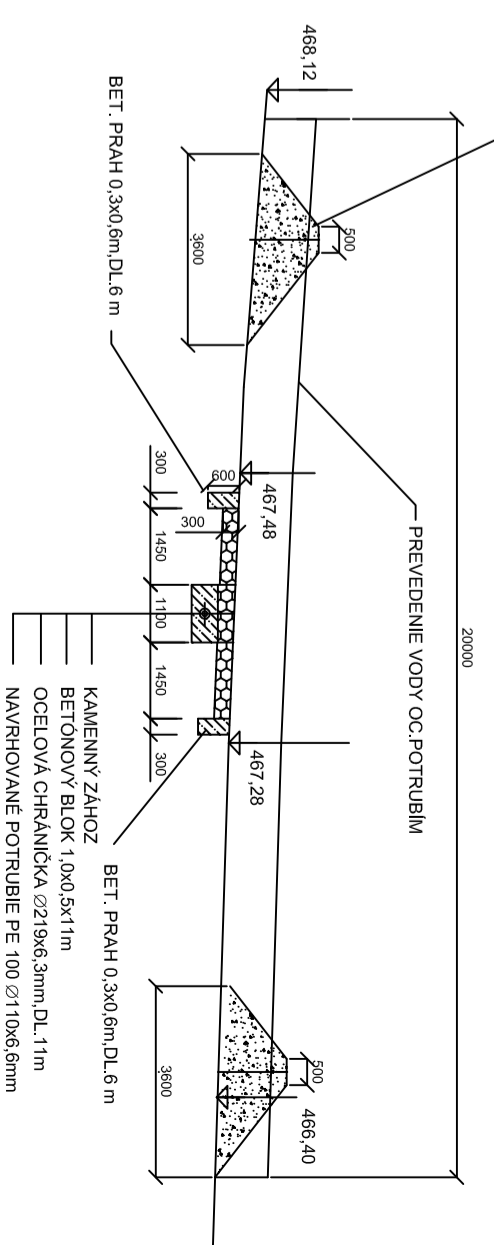 20000
PREVEDENIE VODY OC.POTRUBÍM
468,12
500
3600
467,48
600
300
467,28
466,40
500
3600
BET. PRAH 0,3x0,6m,DL.6 m
300
1450
1100
1450
300
BET. PRAH 0,3x0,6m,DL.6 m
KAMENNÝ ZÁHOZ
BETÓNOVÝ BLOK 1,0x0,5x11m
OCELOVÁ CHRÁNIČKA ∅219x6,3mm,DL.11m
NAVRHOVANÉ POTRUBIE PE 100 ∅110x6,6mm